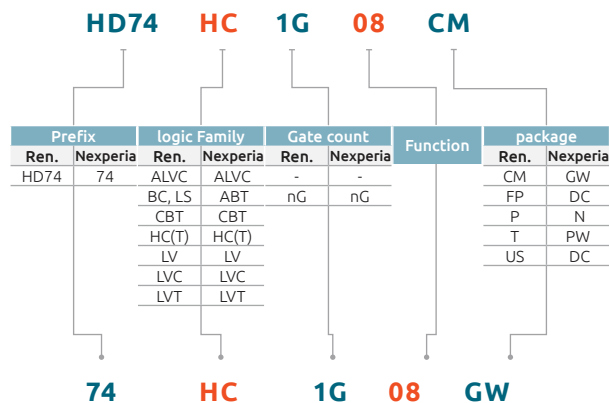 HD74 HC 1G 08 CM
Prefix logic Family Gate count Function package
Ren. Nexperia Ren. Nexperia Ren. Nexperia Ren. Nexperia
HD74 74 ALVC ALVC - - CM GW
BC, LS ABT nG nG FP DC
CBT CBT P N
HC(T) HC(T) T PW
LV LV US DC
LVC LVC
LVT LVT
74 HC 1G 08 GW